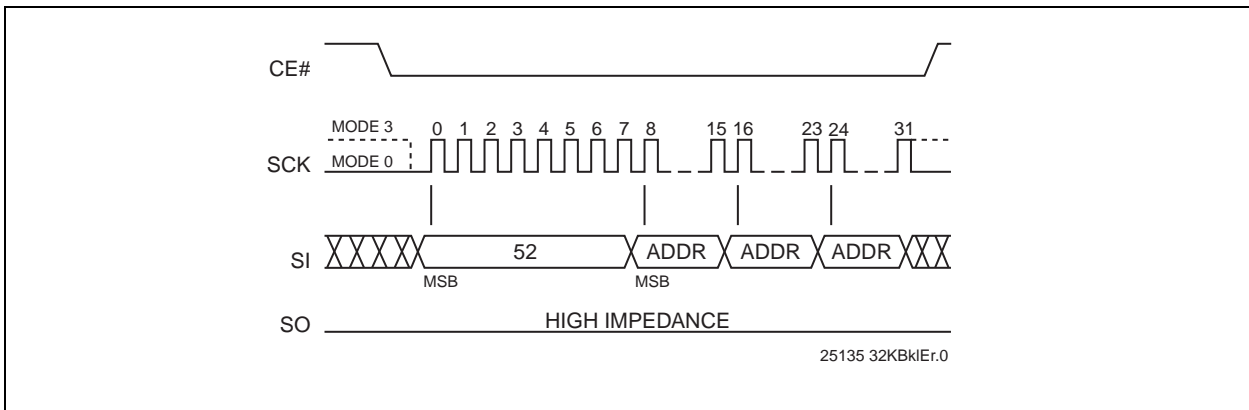 CE#
MODE 3
0 1 2 3 4 5 6 7 8 15 16 23 24 31
SCK MODE 0
SI 52 ADDR ADDR ADDR
MSB MSB
SO HIGH IMPEDANCE
25135 32KBklEr.0